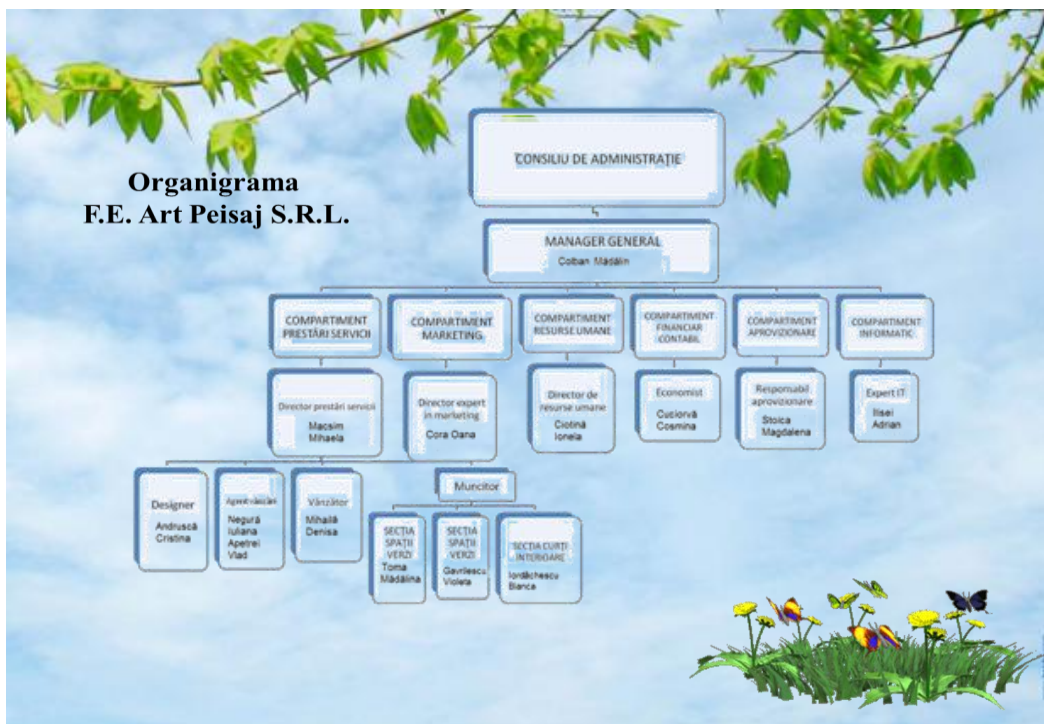 Organigrama
F.E. Art Peisaj S.R.L.
CONSILIU DE ADMINISTRAȚIE
MANAGER GENERAL
Colban Mădălin
COMPARTIMENT
PRESTĂRI SERVICII
COMPARTIMENT
MARKETING
COMPARTIMENT
RESURSE UMANE
COMPARTIMENT
FINANCIAR
CONTABIL
COMPARTIMENT
APROVIZIONARE
COMPARTIMENT
INFORMATIC
Director prestări servicii
Macsim
Mihaela
Director expert
in marketing
Cora Oana
Director de
resurse umane
Ciotină
Ionela
Economist
Cuciorvă
Cosmina
Responsabil
aprovizionare
Stoica
Magdalena
Expert IT
Ilisei
Adrian
Designer
Andruscă
Cristina
Agent vânzări
Negură
Iuliana
Apetrei
Vlad
Vânzător
Mihailă
Denisa
Muncitor
SECȚIA
SPAȚII
VERZI
Toma
Mădălina
SECȚIA
SPAȚII
VERZI
Gavrilescu
Violeta
SECȚIA CURȚI
INTERIOARE
Iordăchescu
Bianca